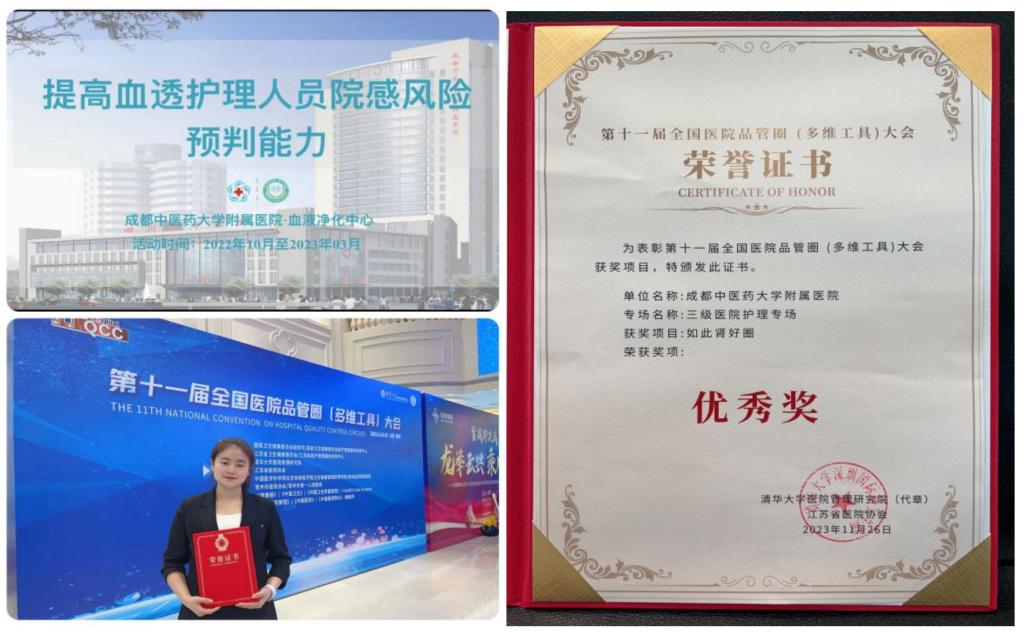 提高血透护理人员院感风险
预判能力
成都中医药大学附属医院·血液净化中心
活动时间：2022年10月至2023年03月
QCC
第十一届全国医院品管圈（多维工具）大会
THE 11TH NATIONAL CONVENTION ON HOSPITAL QUALITY CONTROL CIRCLES
荣誉证书
第十一届全国医院品管圈（多维工具)大会
荣誉证书
CERTIFICATE OF HONOR
为表彰第十一届全国医院品管圈（多维工具)大会
获奖项目，特颁发此证书。
单位名称:成都中医药大学附属医院
专场名称:三级医院护理专场
获奖项目:如此肾好圈
荣获奖项:
优秀奖
清华大学医院管理研究院（代章）
江苏省医院协会
2023年11月26日